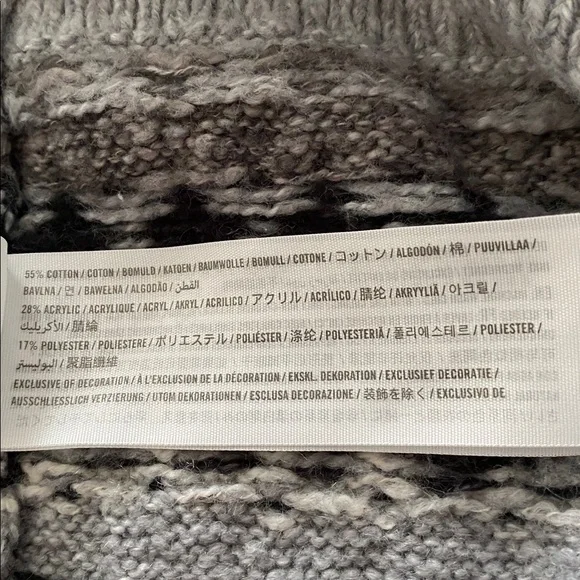 55% COTTON / COTON / BOMULD / KATOEN / BAUMWOLLE / BOMULL / COTONE / コットン / ALGODÓN / 棉 / PUUVILLAA /
BAVLNA / 면 / BAWEŁNA / ALGODÃO / القطن
28% ACRYLIC / ACRYLIQUE / ACRYL / AKRYL / ACRILICO / アクリル / ACRÍLICO / 腈纶 / AKRYYLIÄ / 아크릴 /
الأكريليك / 腈綸
17% POLYESTER / POLIESTERE / ポリエステル / POLIÉSTER / 涤纶 / POLYESTERIÄ / 폴리에스테르 / POLIESTER /
البوليستر / 聚脂纖維
EXCLUSIVE OF DECORATION / À L'EXCLUSION DE LA DÉCORATION / EKSKL. DEKORATION / EXCLUSIEF DECORATIE /
AUSSCHLIESSLICH VERZIERUNG / UTOM DEKORATIONEN / ESCLUSA DECORAZIONE / 装飾を除く / EXCLUSIVO DE